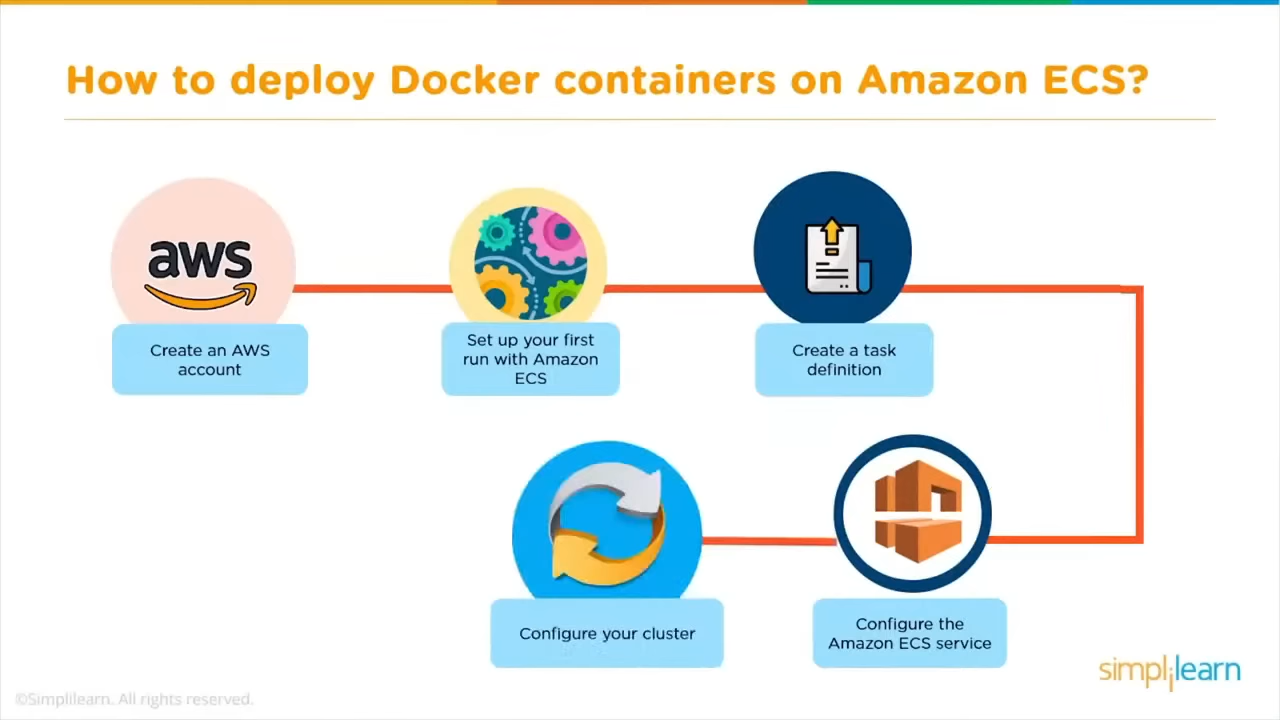 How to deploy Docker containers on Amazon ECS?
aws
Create an AWS
account
Set up your first
run with Amazon
ECS
Create a task
definition
Configure your cluster
Configure the
Amazon ECS service
simplilearn
©Simplilearn. All rights reserved.